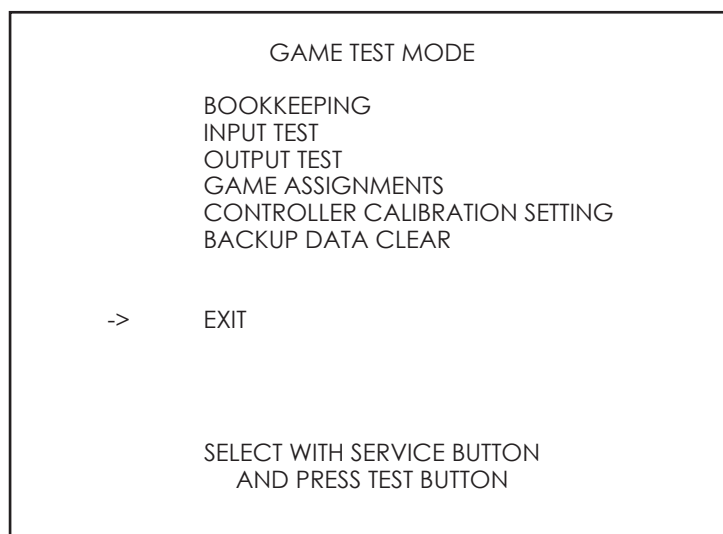 GAME TEST MODE
BOOKKEEPING
INPUT TEST
OUTPUT TEST
GAME ASSIGNMENTS
CONTROLLER CALIBRATION SETTING
BACKUP DATA CLEAR
-> EXIT
SELECT WITH SERVICE BUTTON
AND PRESS TEST BUTTON